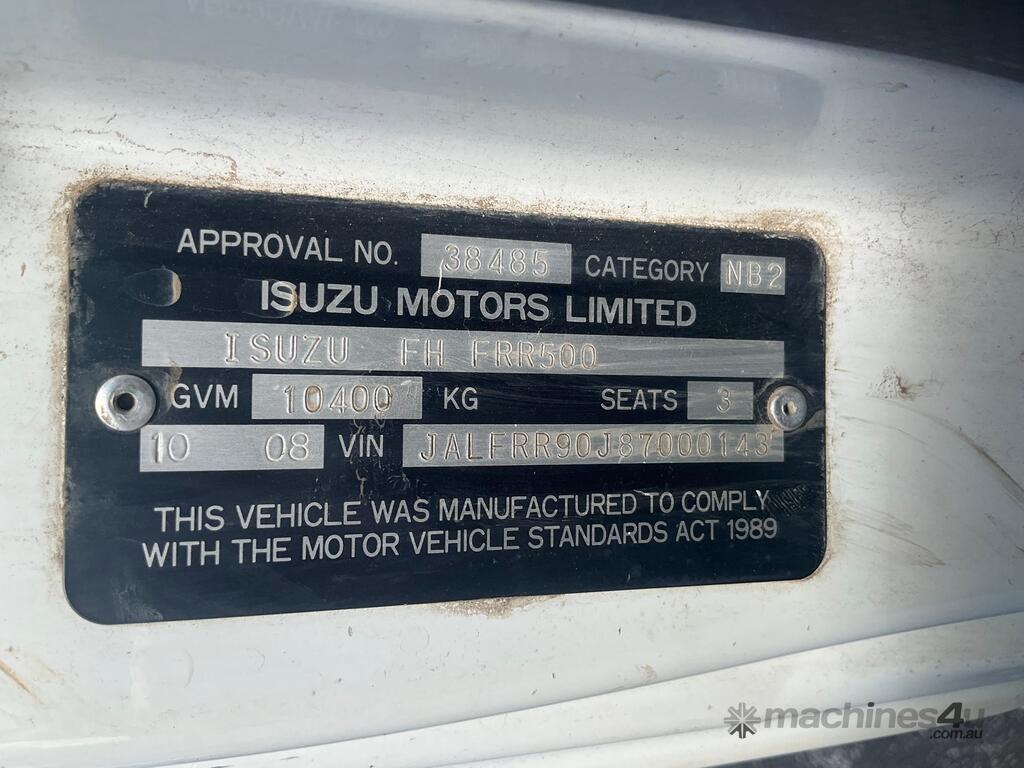 APPROVAL NO. 38485 CATEGORY NB2
ISUZU MOTORS LIMITED
ISUZU FH FRR500
GVM 10400 KG SEATS 3
10 08 VIN JALFRR90J87000143
THIS VEHICLE WAS MANUFACTURED TO COMPLY
WITH THE MOTOR VEHICLE STANDARDS ACT 1989
machines4u
.com.au